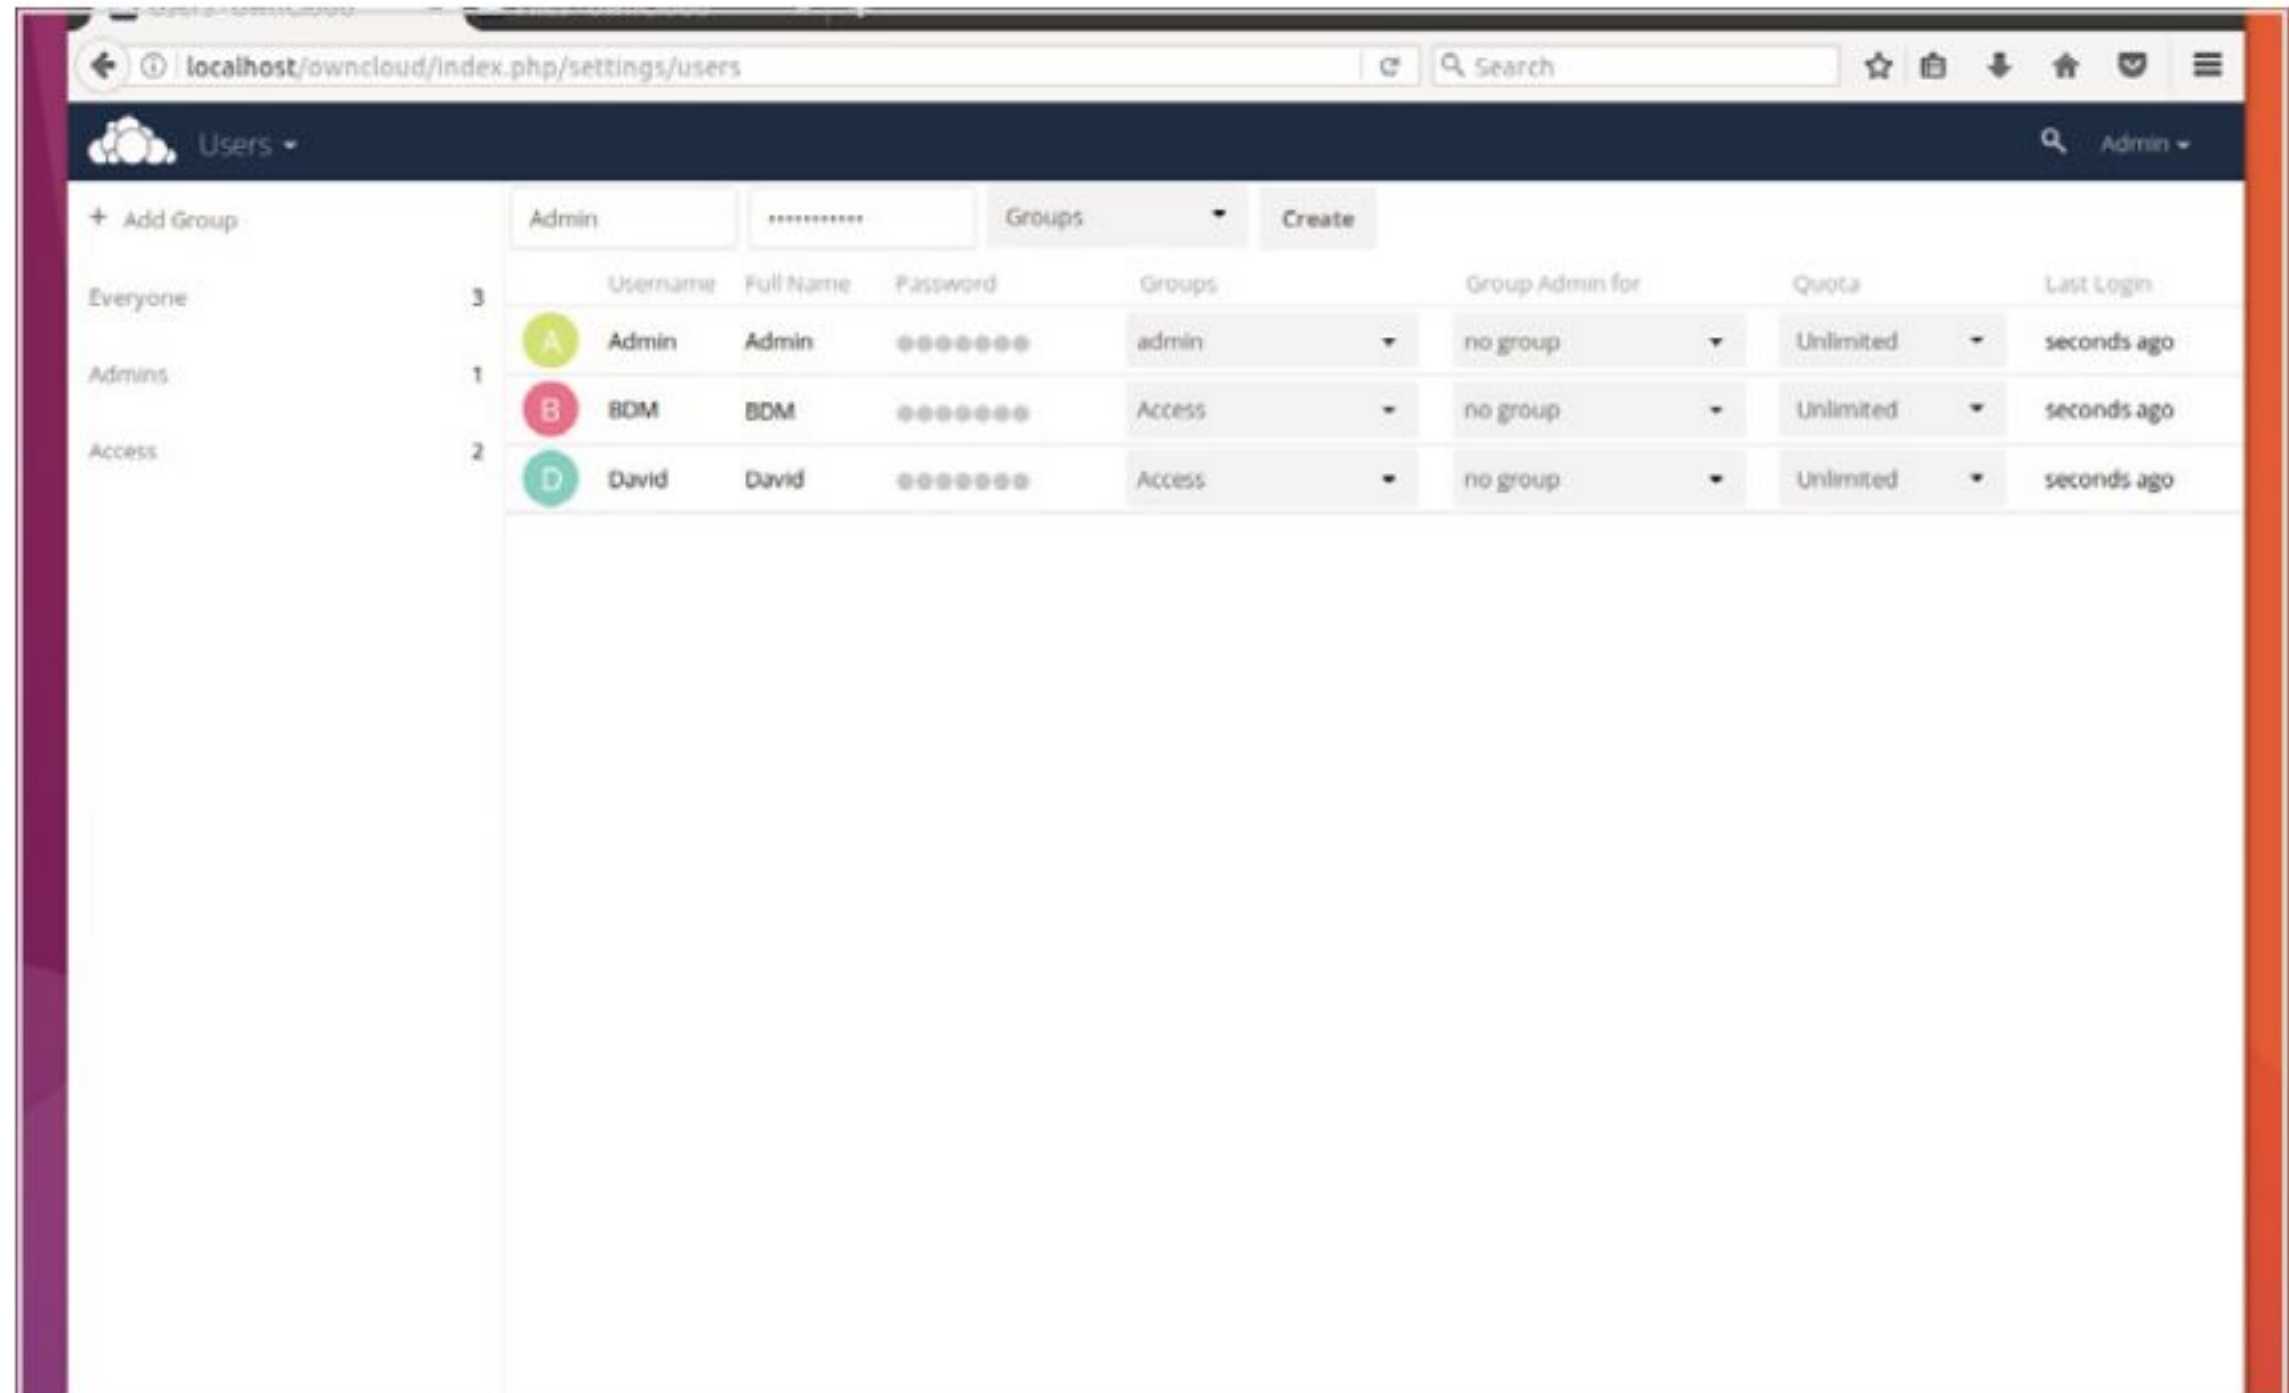 localhost/owncloud/index.php/settings/users
Search
Users
Admin
+ Add Group
Admin
Groups
Create
Everyone 3
Admins 1
Access 2
Username Full Name Password Groups Group Admin for Quota Last Login
A Admin Admin admin no group Unlimited seconds ago
B BDM BDM Access no group Unlimited seconds ago
D David David Access no group Unlimited seconds ago